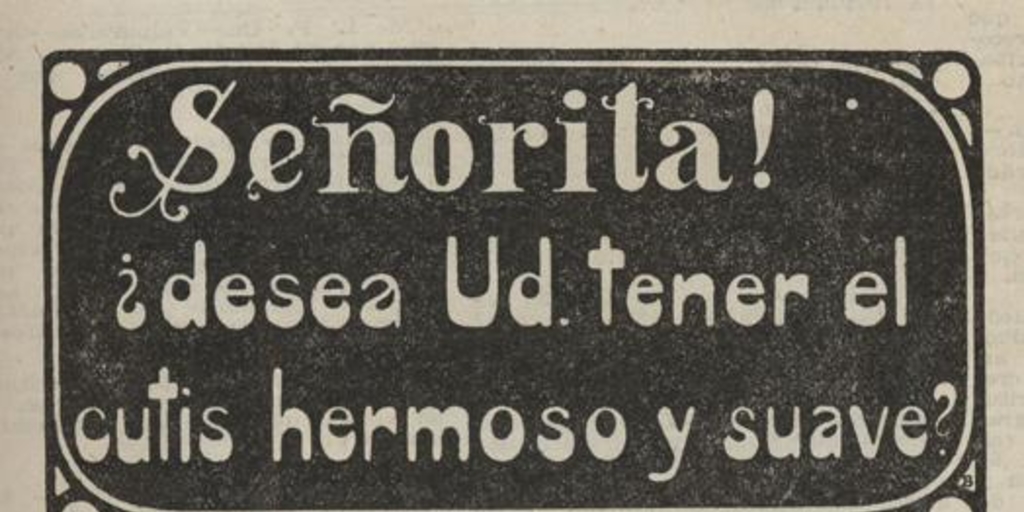 Señorita!
¿desea Ud. tener el
cutis hermoso y suave?